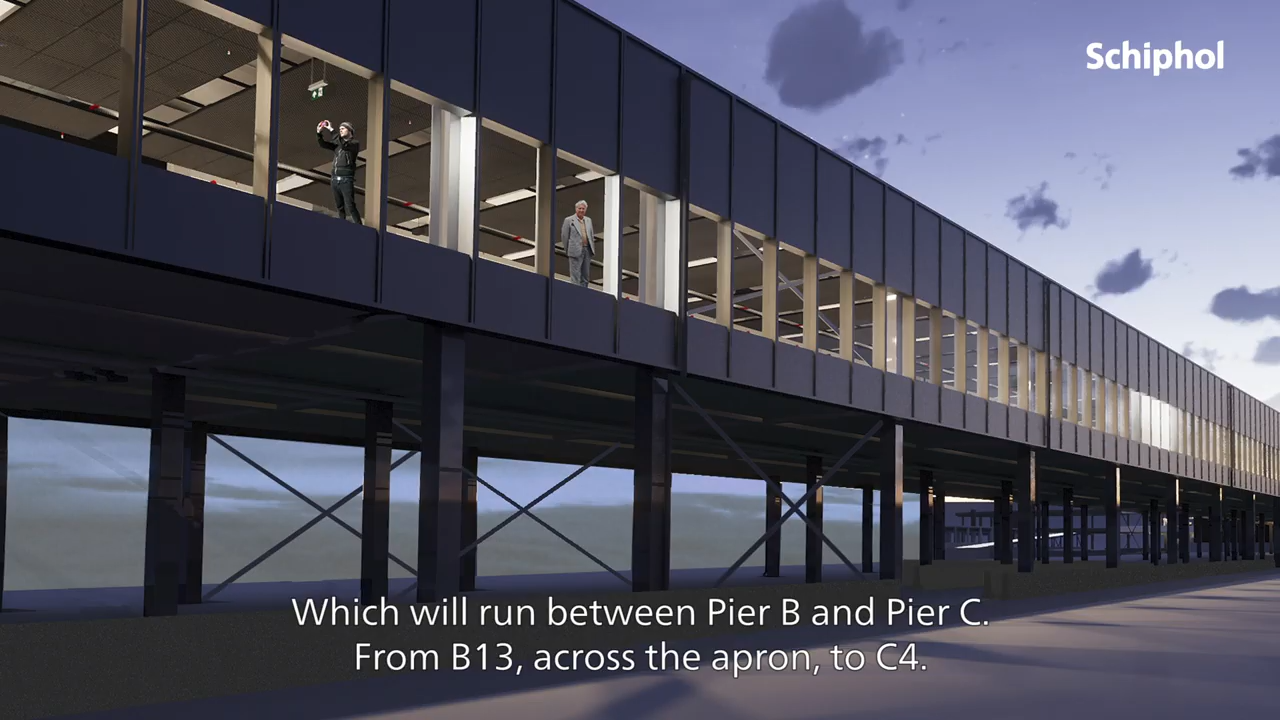 Schiphol
Which will run between Pier B and Pier C.
From B13, across the apron, to C4.